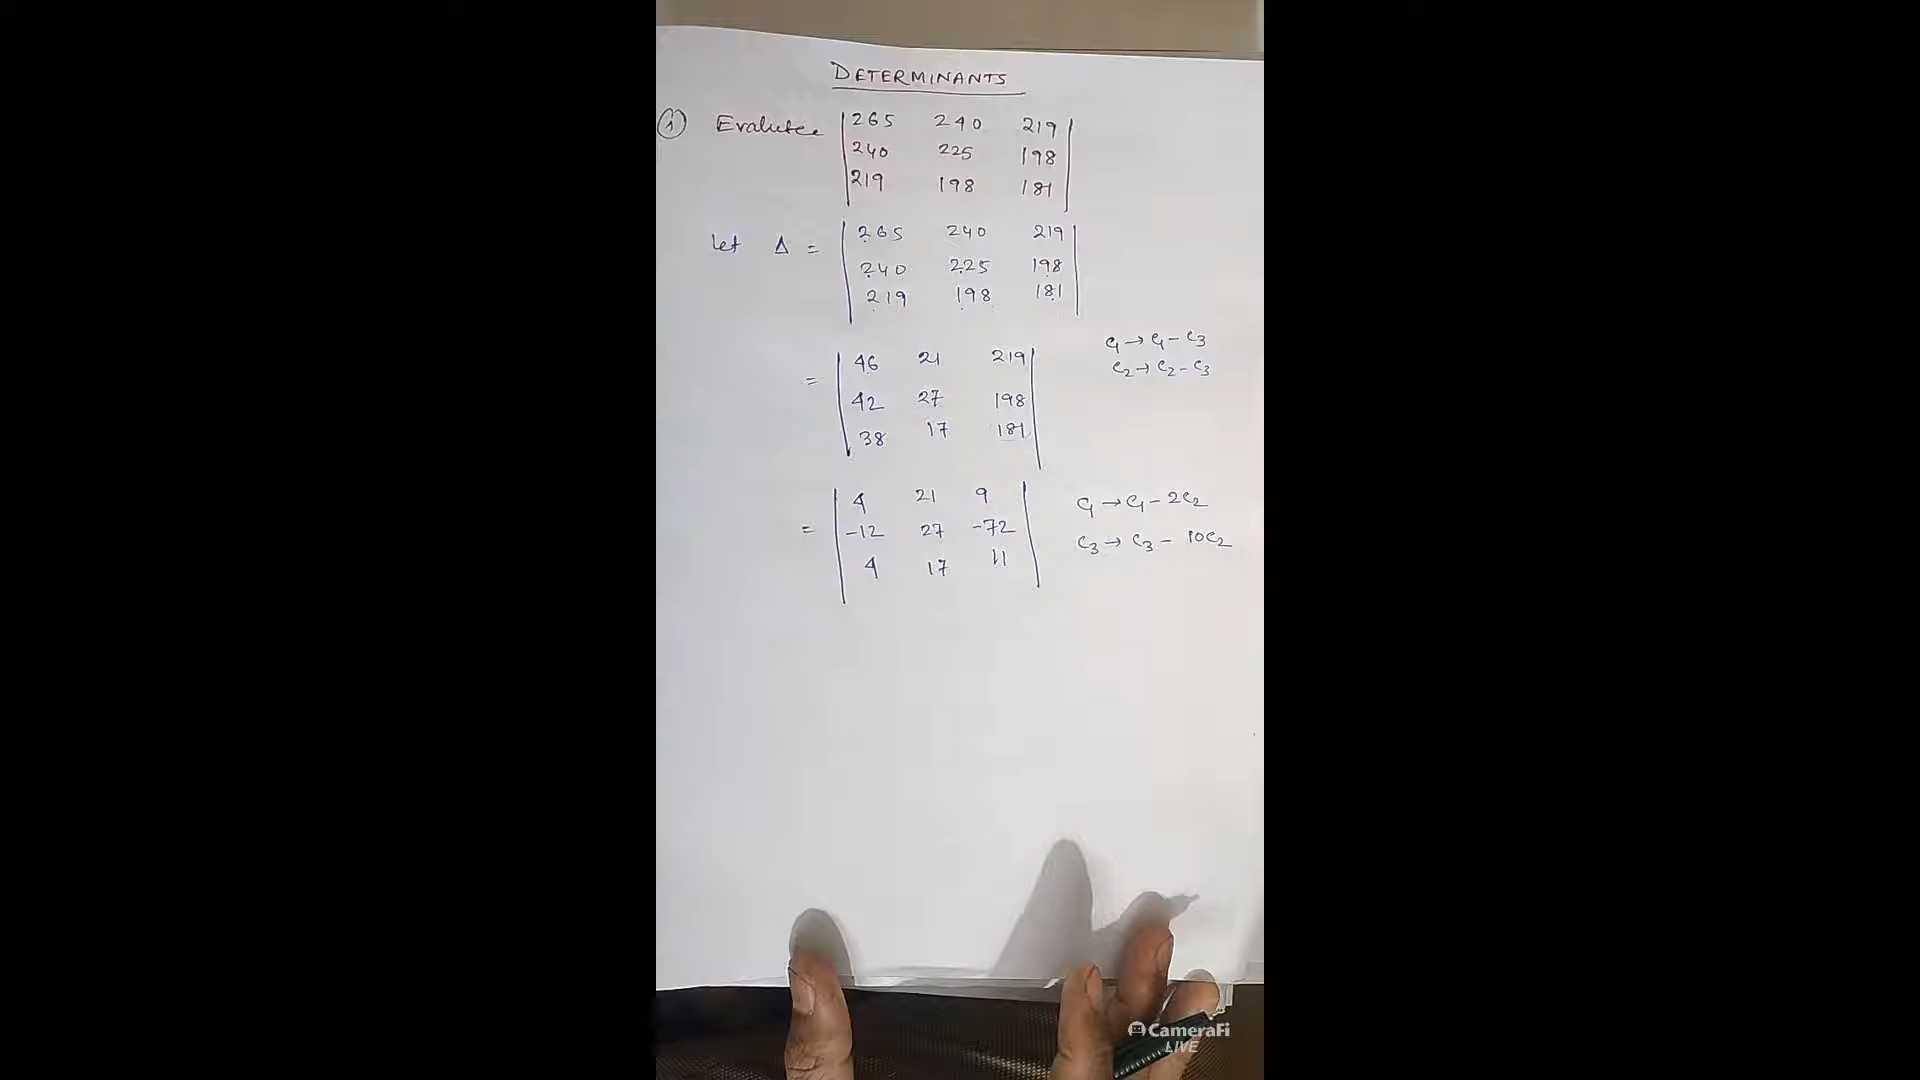 DETERMINANTS
① Evalutee | 265 240 219 |
| 240 225 198 |
| 219 198 181 |
let Δ = | 265 240 219 |
| 240 225 198 |
| 219 198 181 |
C1 → C1 - C3
C2 → C2 - C3
= | 46 21 219 |
| 42 27 198 |
| 38 17 181 |
= | 4 21 9 | C1 → C1 - 2C2
| -12 27 -72 | C3 → C3 - 10C2
| 4 17 11 |
CameraFi
LIVE